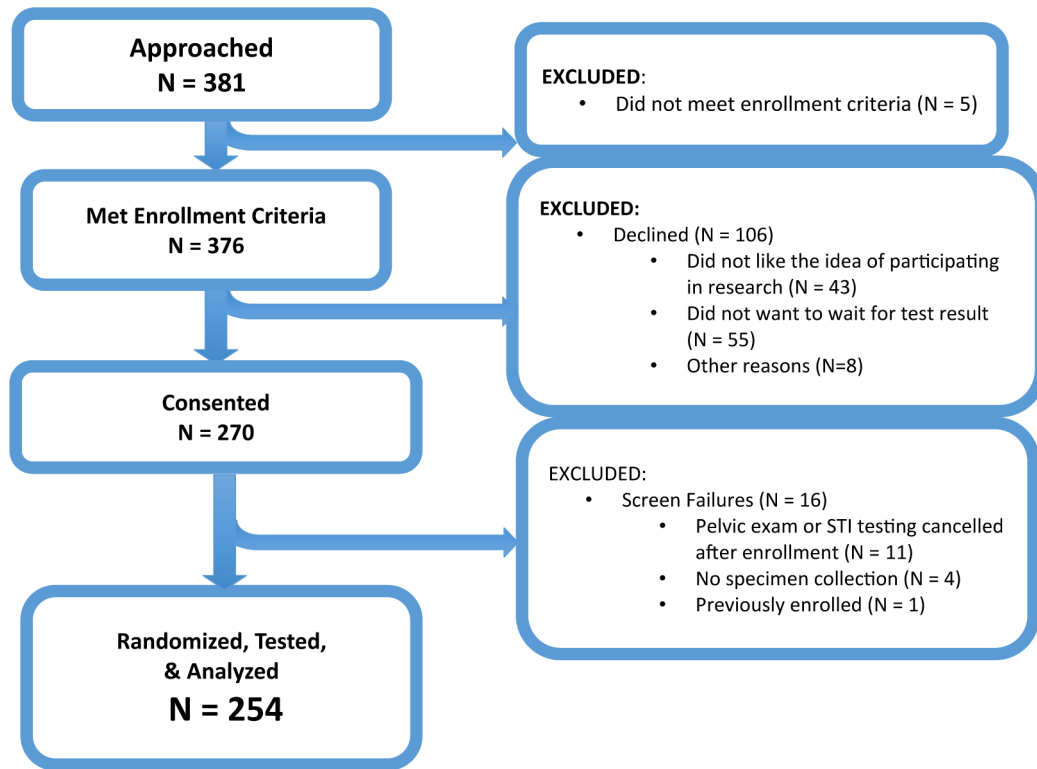 Approached
N = 381
EXCLUDED:
• Did not meet enrollment criteria (N = 5)
Met Enrollment Criteria
N = 376
EXCLUDED:
• Declined (N = 106)
• Did not like the idea of participating
in research (N = 43)
• Did not want to wait for test result
(N = 55)
• Other reasons (N=8)
Consented
N = 270
EXCLUDED:
• Screen Failures (N = 16)
• Pelvic exam or STI testing cancelled
after enrollment (N = 11)
• No specimen collection (N = 4)
• Previously enrolled (N = 1)
Randomized, Tested,
& Analyzed
N = 254